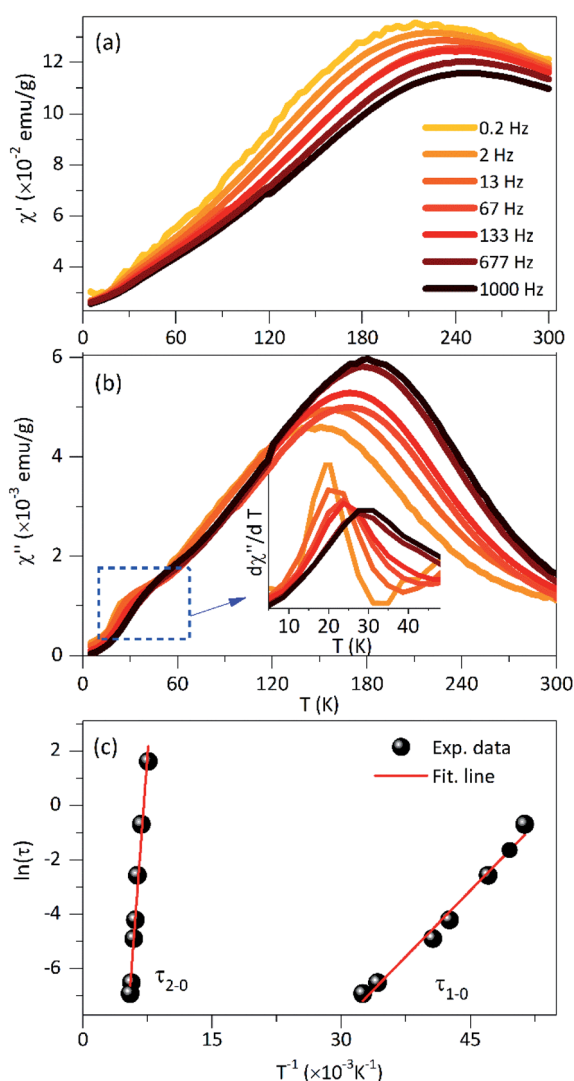 (a)
12
10
8
6
4
χ' (×10⁻² emu/g)
0.2 Hz
2 Hz
13 Hz
67 Hz
133 Hz
677 Hz
1000 Hz
0 60 120 180 240 300
(b)
6
4
2
0
χ'' (×10⁻³ emu/g)
dχ''/d T
10 20 30 40
T (K)
0 60 120 180 240 300
T (K)
(c)
2
0
-2
-4
-6
ln(τ)
Exp. data
Fit. line
τ₂₋₀
τ₁₋₀
0 15 30 45
T⁻¹ (×10⁻³K⁻¹)